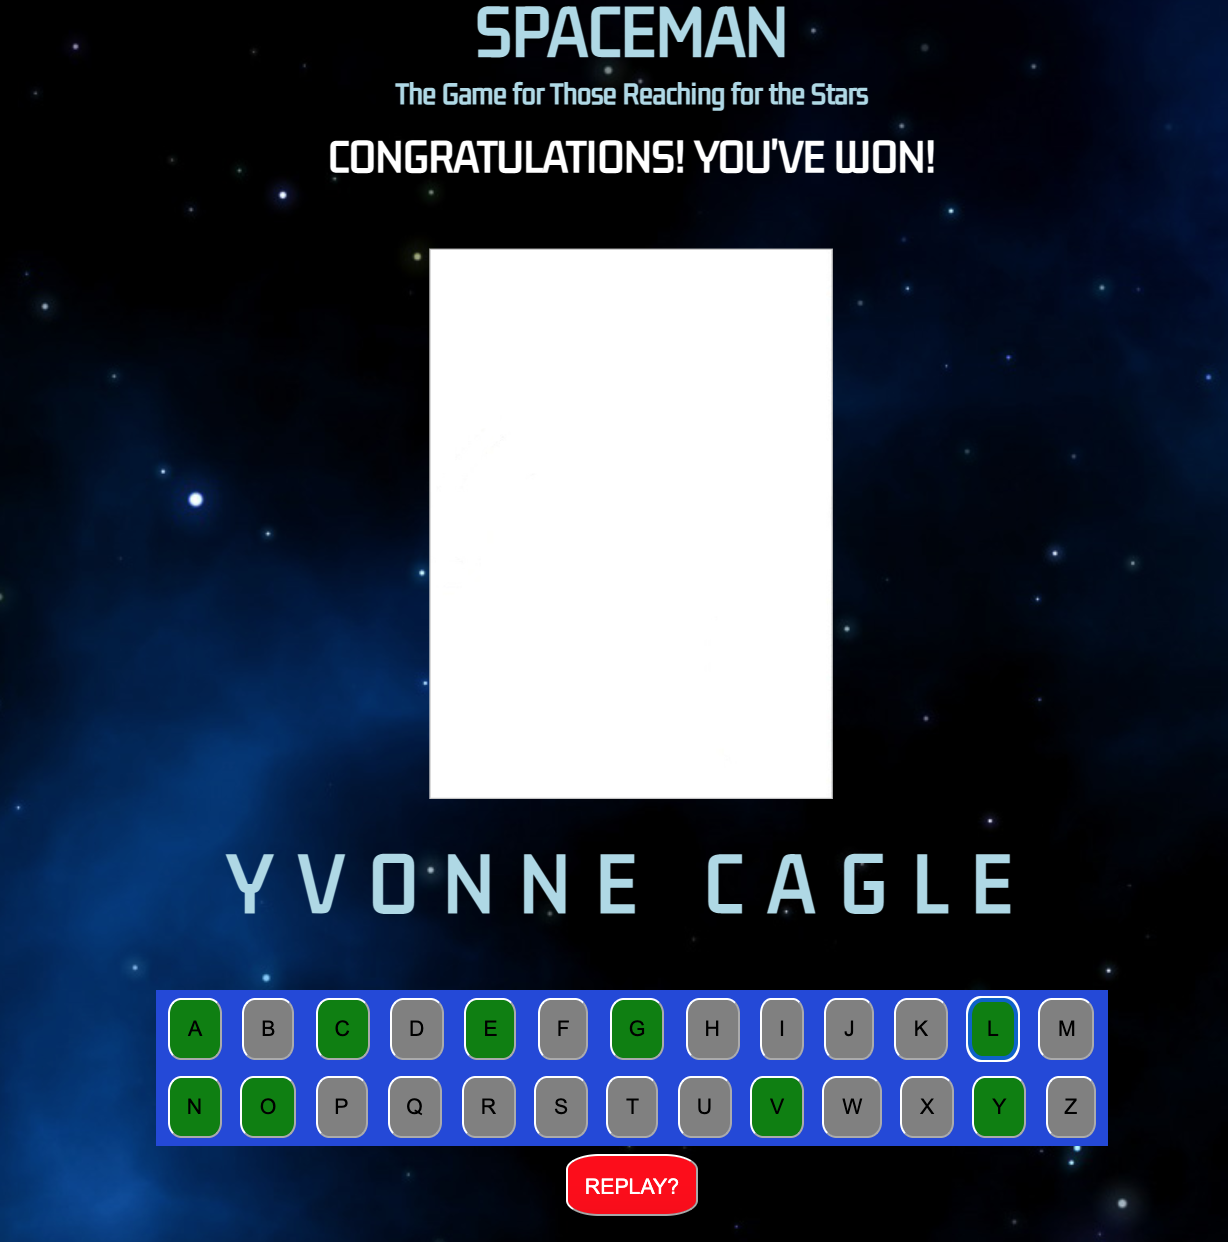 SPACEMAN
The Game for Those Reaching for the Stars
CONGRATULATIONS! YOU'VE WON!
YVONNE CAGLE
A B C D E F G H I J K L M
N O P Q R S T U V W X Y Z
REPLAY?